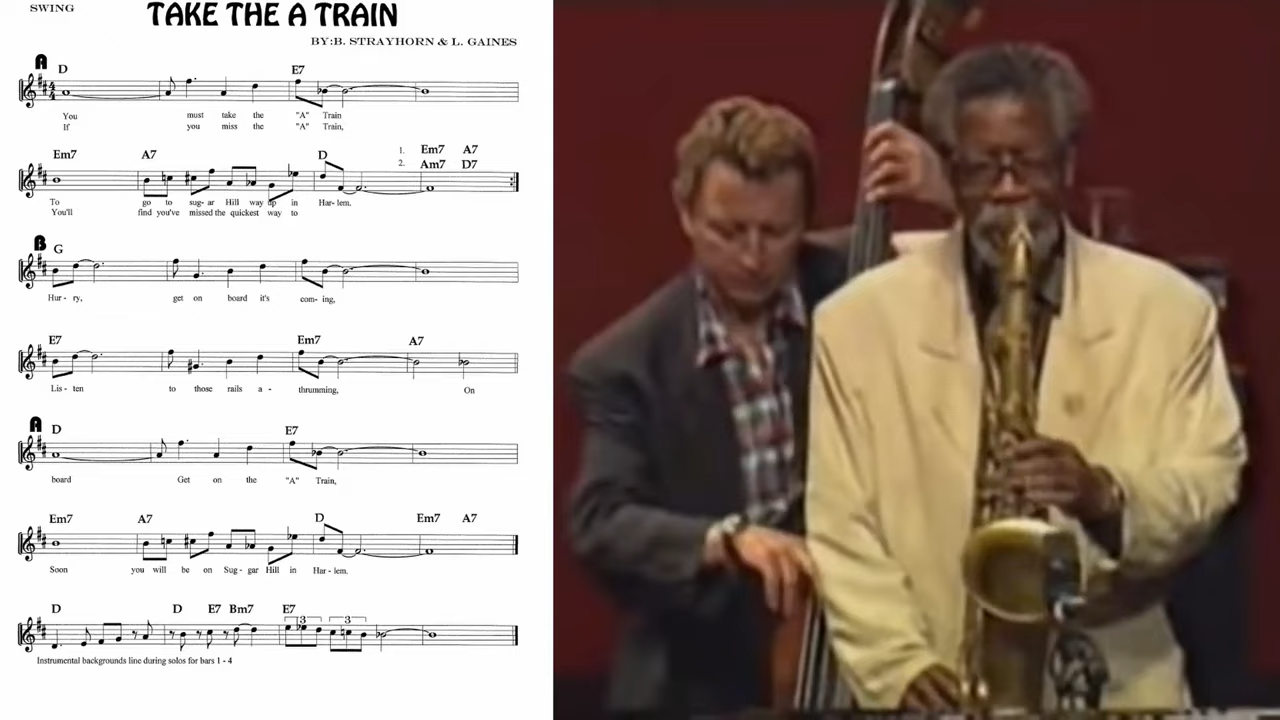 SWING
TAKE THE A TRAIN
BY:B. STRAYHORN & L. GAINES
A
D E7
You must take the "A" Train
If you miss the "A" Train,
1. Em7 A7
Em7 A7 D 2. Am7 D7
To go to sug-ar Hill way up in Har-lem.
You'll find you've missed the quickest way to
B
G
Hur-ry, get on board it's com-ing,
E7 Em7 A7
Lis-ten to those rails a- thrumming, On
A
D E7
board Get on the "A" Train,
Em7 A7 D Em7 A7
Soon you will be on Sug-gar Hill in Har-lem.
D D E7 Bm7 E7
3 3
Instrumental backgrounds line during solos for bars 1 - 4